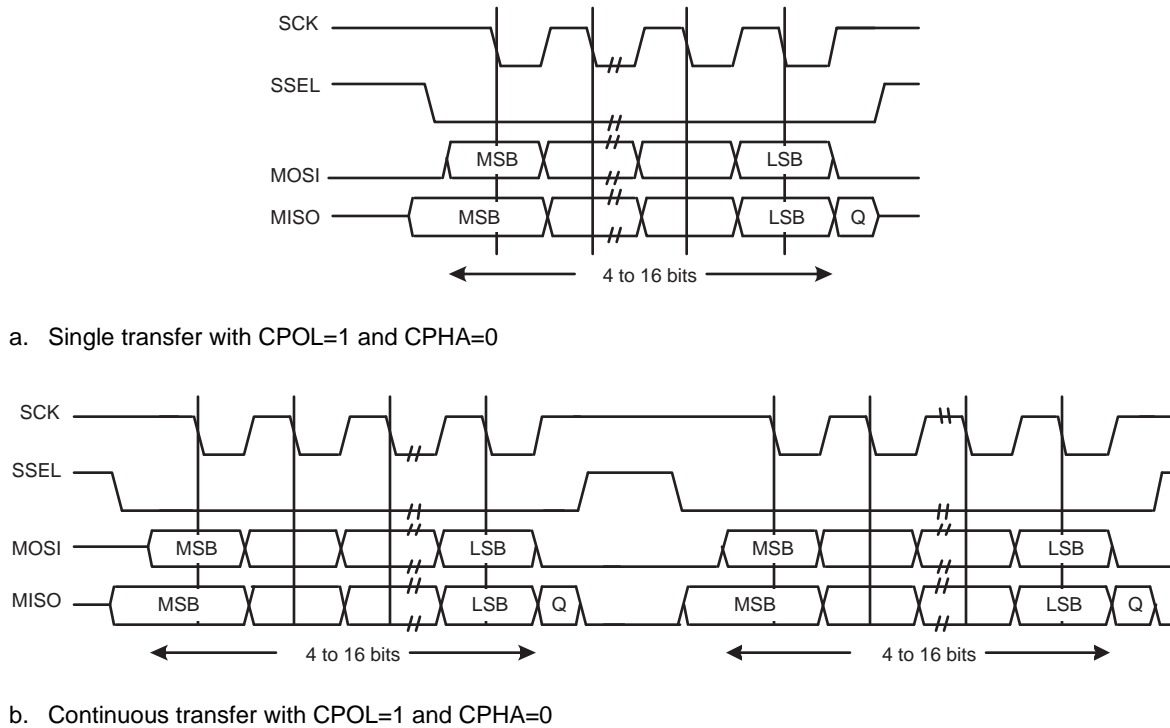 SCK
SSEL
MSB LSB
MOSI
MISO MSB LSB Q
4 to 16 bits
a. Single transfer with CPOL=1 and CPHA=0
SCK
SSEL
MOSI MSB LSB MSB LSB
MISO MSB LSB Q MSB LSB Q
4 to 16 bits 4 to 16 bits
b. Continuous transfer with CPOL=1 and CPHA=0